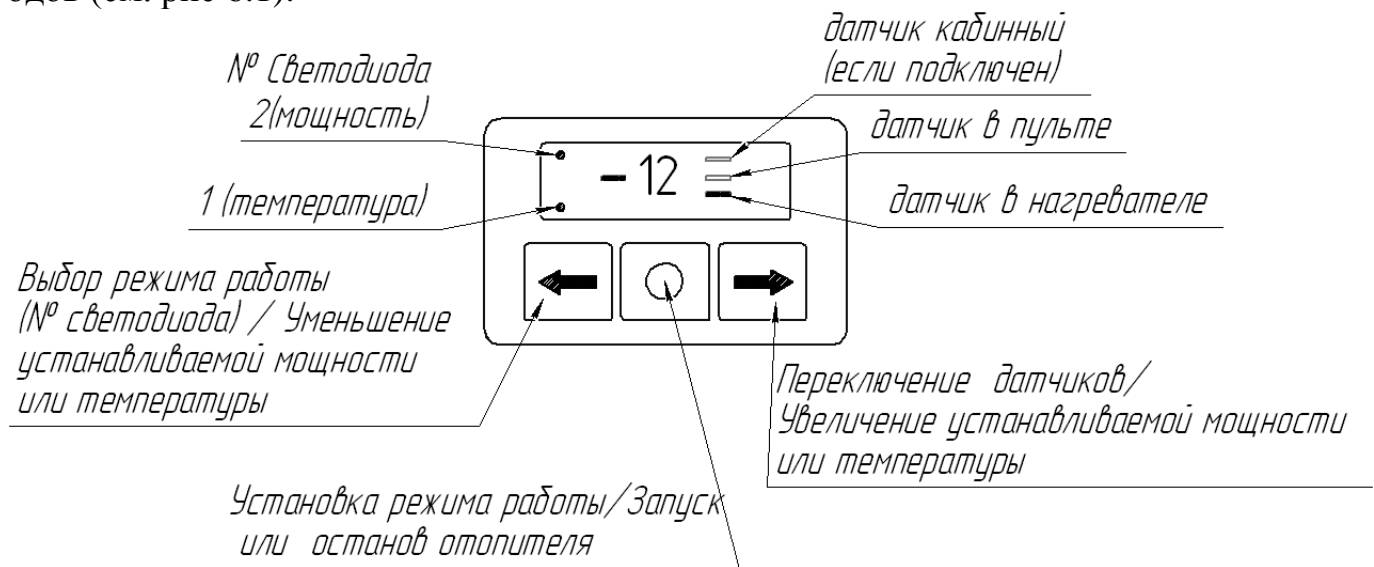 одов (см. рис 6.1).
датчик кабинный
(если подключен)
№ Светодиода
2(мощность)
датчик в пульте
- 12
1 (температура)
датчик в нагревателе
Выбор режима работы
(№ светодиода) / Уменьшение
устанавливаемой мощности
или температуры
Переключение датчиков/
Увеличение устанавливаемой мощности
или температуры
Установка режима работы/Запуск
или останов отопителя